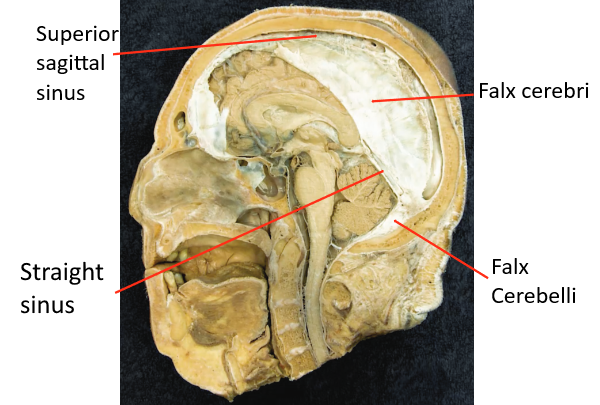 Superior
sagittal
sinus
Falx cerebri
Straight
sinus
Falx
Cerebelli